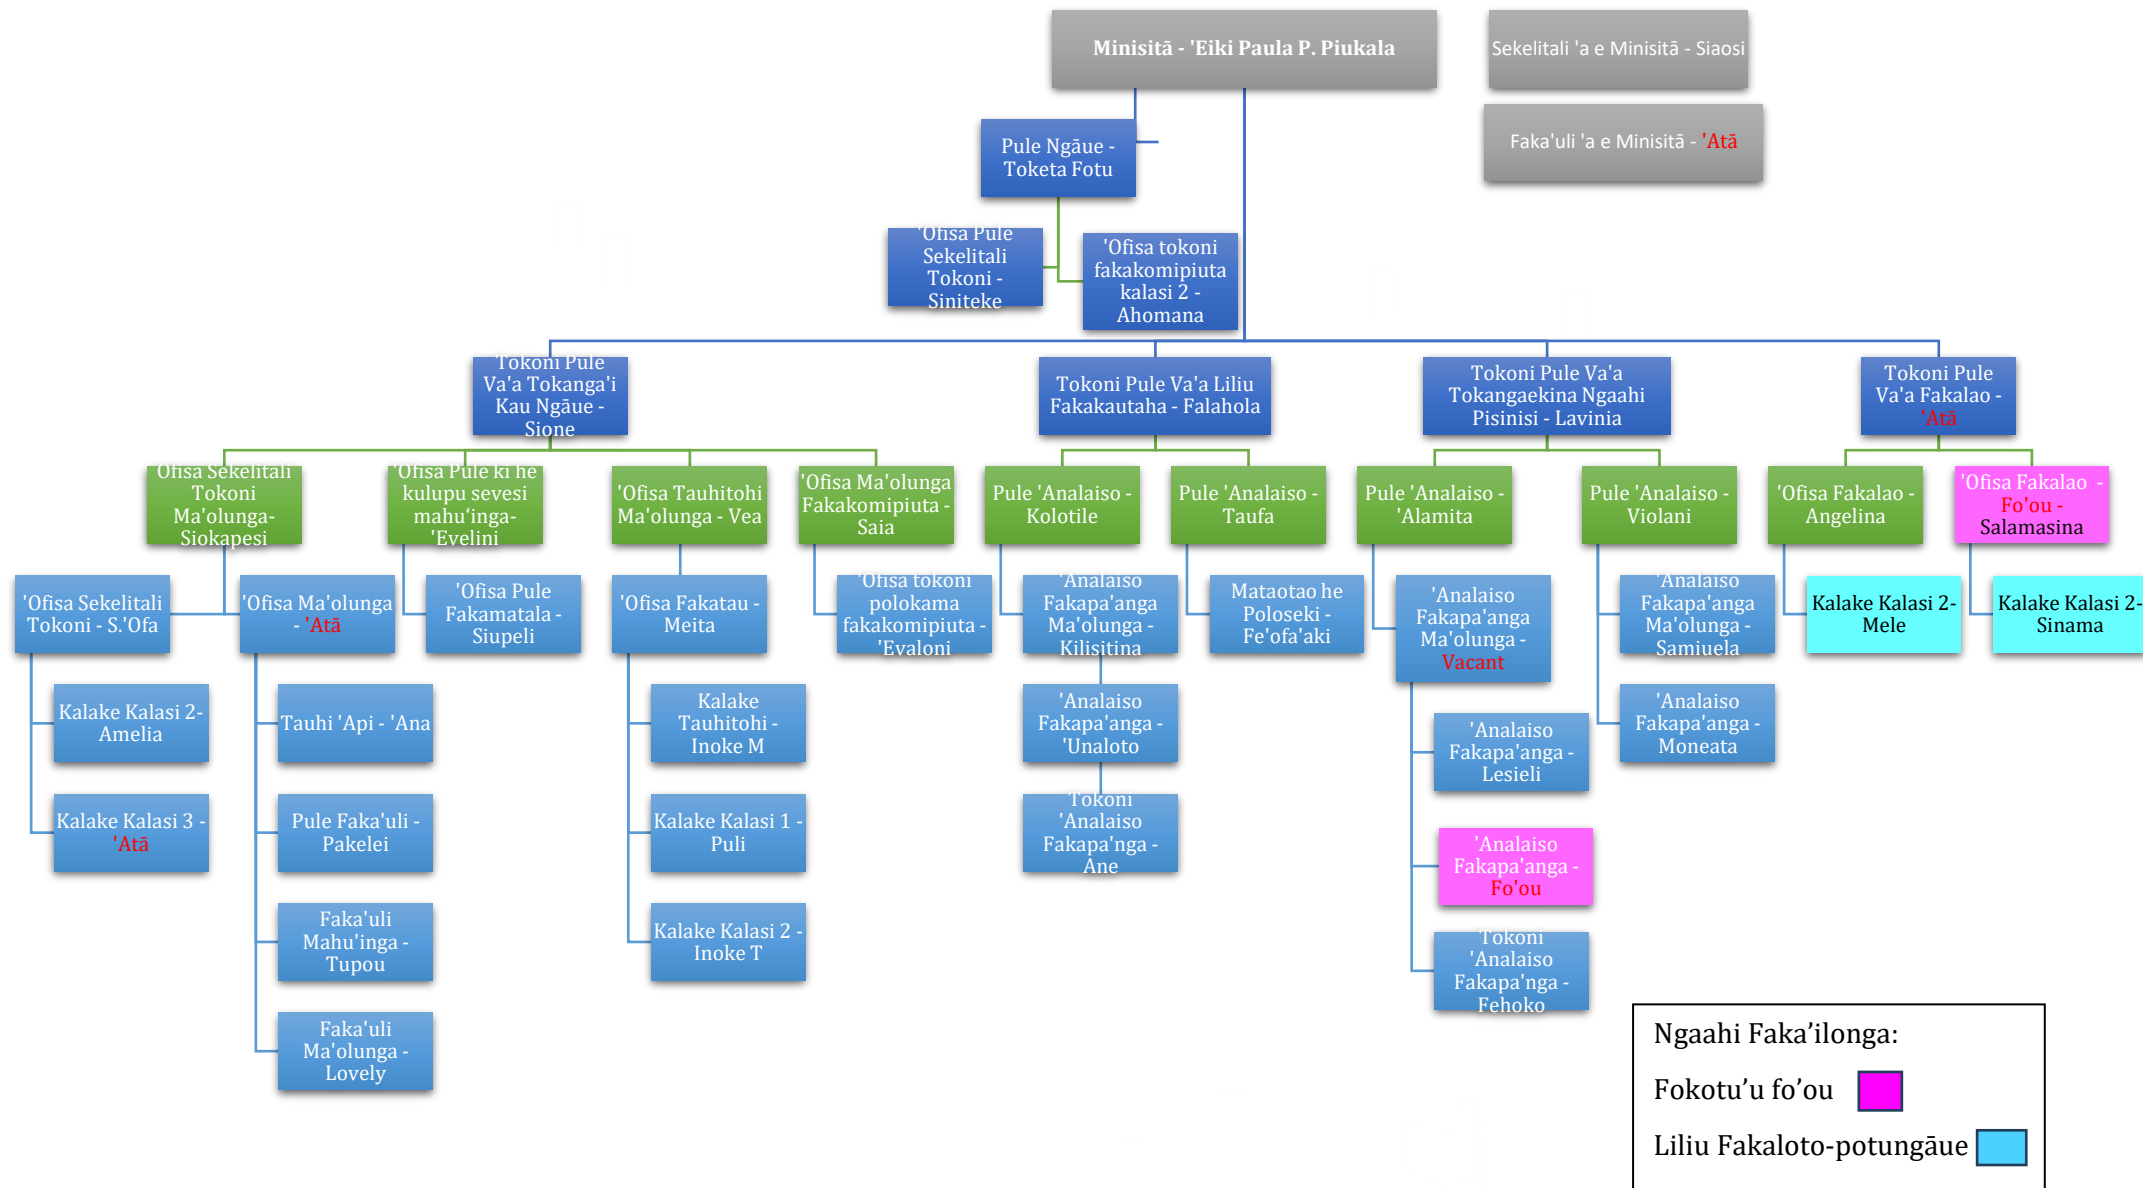 Minisitā - 'Eiki Paula P. Piukala
Sekelitali 'a e Minisitā - Siaosi
Faka'uli 'a e Minisitā - 'Atā
Pule Ngāue -
Toketa Fotu
'Ofisa Pule
Sekelitali
Tokoni -
Siniteke
'Ofisa tokoni
fakakomipiuta
kalasi 2 -
Ahomana
Tokoni Pule
Va'a Tokanga'i
Kau Ngāue -
Sione
Tokoni Pule Va'a Liliu
Fakakautaha - Falahola
Tokoni Pule Va'a
Tokangaekina Ngaahi
Pisinisi - Lavinia
Tokoni Pule
Va'a Fakalao -
'Atā
Ofisa Sekelitali
Tokoni
Ma'olunga-
Siokapesi
'Ofisa Pule ki he
kulupu sevesi
mahu‘inga-
'Evelini
'Ofisa Tauhitohi
Ma'olunga - Vea
'Ofisa Ma'olunga
Fakakomipiuta -
Saia
Pule 'Analaiso -
Kolotile
Pule 'Analaiso -
Taufa
Pule 'Analaiso -
'Alamita
Pule 'Analaiso -
Violani
'Ofisa Fakalao -
Angelina
'Ofisa Fakalao -
Fo'ou -
Salamasina
'Ofisa Sekelitali
Tokoni - S.'Ofa
'Ofisa Ma'olunga
- 'Atā
'Ofisa Pule
Fakamatala -
Siupeli
'Ofisa Fakatau -
Meita
'Ofisa tokoni
polokama
fakakomipiuta -
'Evaloni
'Analaiso
Fakapa'anga
Ma'olunga -
Kilisitina
Mataotao he
Poloseki -
Fe'ofa'aki
'Analaiso
Fakapa'anga
Ma'olunga -
Vacant
'Analaiso
Fakapa'anga
Ma'olunga -
Samiuela
Kalake Kalasi 2-
Mele
Kalake Kalasi 2-
Sinama
Kalake Kalasi 2-
Amelia
Tauhi 'Api - 'Ana
Kalake
Tauhitohi -
Inoke M
'Analaiso
Fakapa'anga -
'Unaloto
'Analaiso
Fakapa'anga -
Lesieli
'Analaiso
Fakapa'anga -
Moneata
Kalake Kalasi 3 -
'Atā
Pule Faka'uli -
Pakelei
Kalake Kalasi 1 -
Puli
Tokoni
'Analaiso
Fakapa'nga -
Ane
'Analaiso
Fakapa'anga -
Fo'ou
Faka'uli
Mahu'inga -
Tupou
Kalake Kalasi 2 -
Inoke T
Tokoni
'Analaiso
Fakapa'nga -
Fehoko
Faka'uli
Ma'olunga -
Lovely
Ngaahi Faka’ilonga:
Fokotu’u fo’ou
Liliu Fakaloto-potungāue